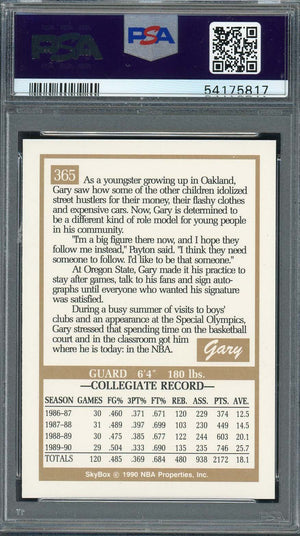 PSA
PSA
54175817
365
As a youngster growing up in Oakland,
Gary saw how some of the other children idolized
street hustlers for their money, their flashy clothes
and expensive cars. Now, Gary is determined to be
a different kind of role model for young people
in his community.
"I'm a big figure there now, and I hope they
follow me instead," Payton said. "I think they need
someone to follow. I'd like to be that someone."
At Oregon State, Gary made it his practice to
stay after games, talk to his fans and sign auto-
graphs until everyone who wanted his signature
was satisfied.
During a busy summer of visits to boys'
clubs and an appearance at the Special Olympics,
Gary stressed that spending time on the basketball
court and in the classroom got him
where he is today: in the NBA.
Gary
GUARD 6'4" 180 lbs.
COLLEGIATE RECORD
SEASON GAMES FG% 3PT% FT% REB. ASS. PTS. AVE.
1986-87 30 .460 .371 .671 120 229 374 12.5
1987-88 31 .489 .373 .699 103 230 449 14.5
1988-89 30 .475 .385 .677 122 244 603 20.1
1989-90 29 .504 .333 .690 135 235 746 25.7
TOTALS 120 .485 .369 .684 480 938 2172 18.1
SkyBox © 1990 NBA Properties, Inc.